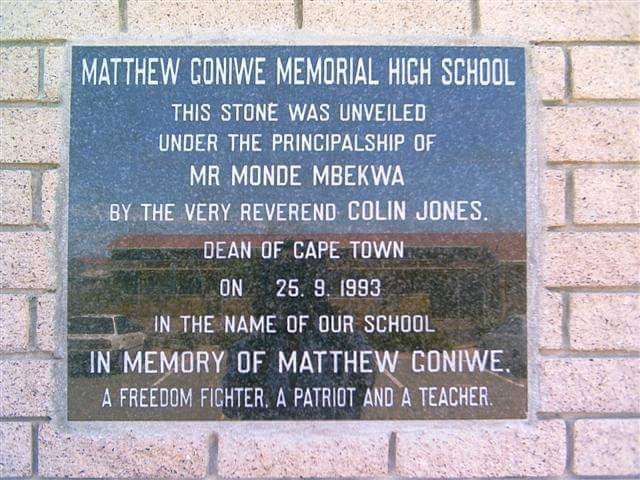 MATTHEW GONIWE MEMORIAL HIGH SCHOOL
THIS STONE WAS UNVEILED
UNDER THE PRINCIPALSHIP OF
MR MONDE MBEKWA
BY THE VERY REVEREND COLIN JONES.
DEAN OF CAPE TOWN
ON 25. 9. 1993
IN THE NAME OF OUR SCHOOL
IN MEMORY OF MATTHEW GONIWE.
A FREEDOM FIGHTER, A PATRIOT AND A TEACHER.